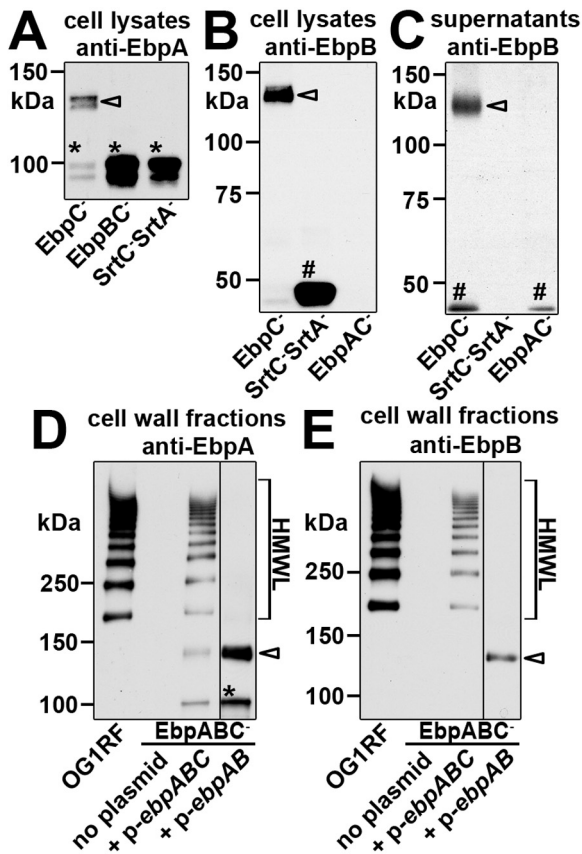 A cell lysates
anti-EbpA
150
kDa
100
*
*
*
EbpC-
EbpBC-
SrtC-SrtA-
B cell lysates
anti-EbpB
150
kDa
100
75
50
#
EbpC-
SrtC-SrtA-
EbpAC-
C supernatants
anti-EbpB
150
kDa
100
75
50
#
#
EbpC-
SrtC-SrtA-
EbpAC-
D cell wall fractions
anti-EbpA
kDa
250
150
100
HMWL
*
OG1RF
EbpABC-
no plasmid
+ p-ebpABC
+ p-ebpAB
E cell wall fractions
anti-EbpB
kDa
250
150
100
HMWL
OG1RF
EbpABC-
no plasmid
+ p-ebpABC
+ p-ebpAB